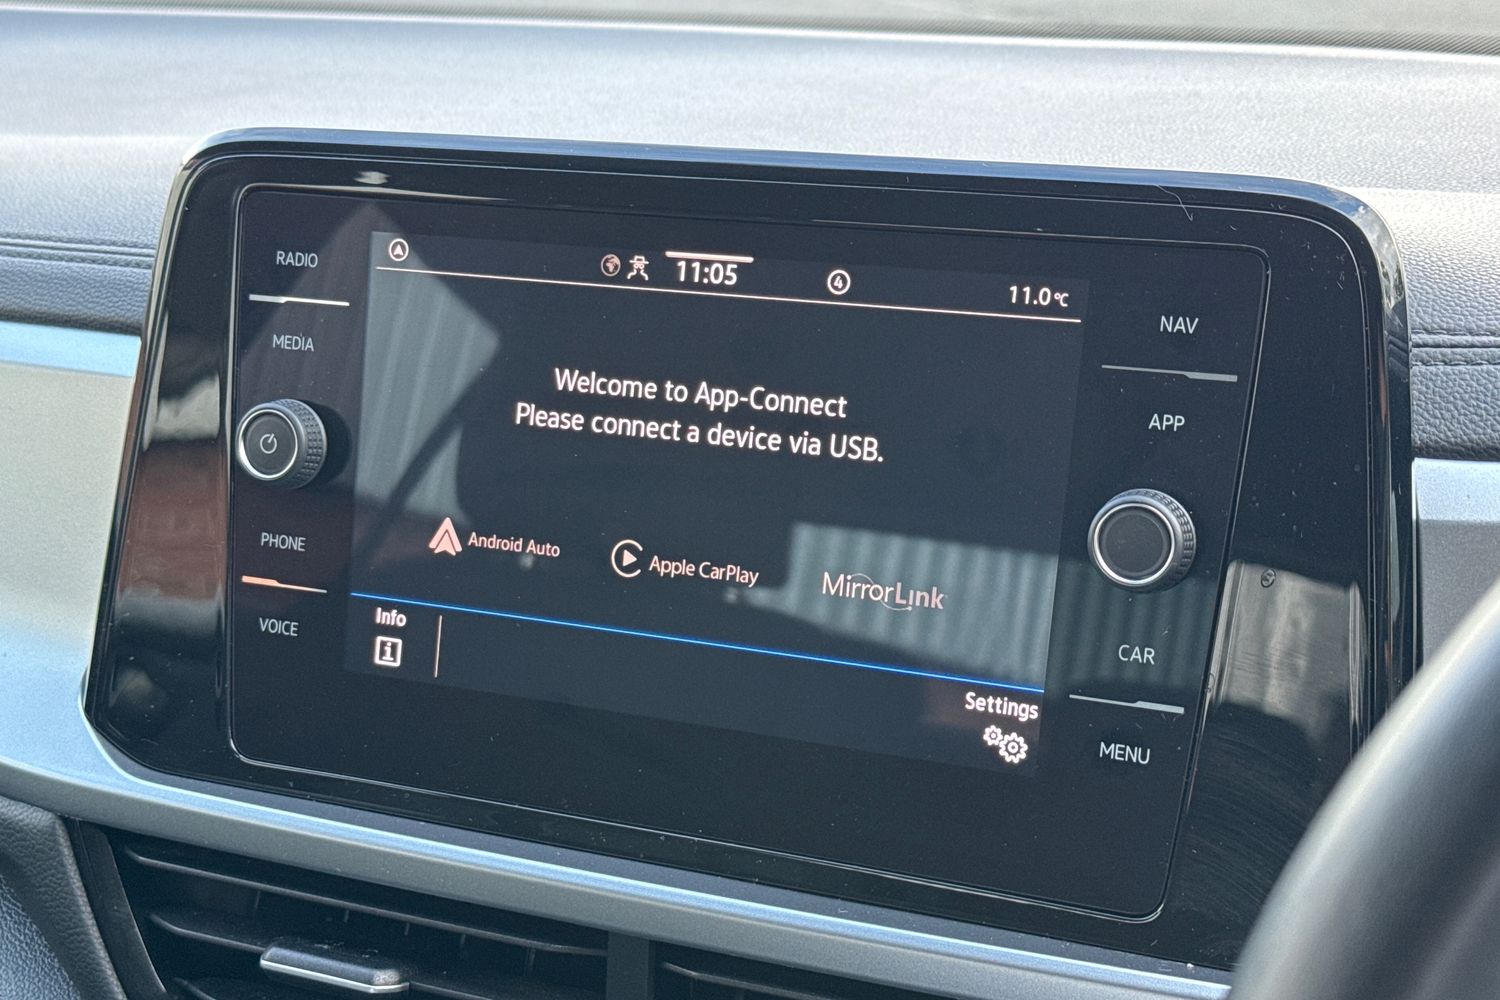 RADIO
MEDIA
PHONE
VOICE
11:05
4
11.0°C
Welcome to App-Connect
Please connect a device via USB.
Android Auto
Apple CarPlay
MirrorLink
Info
i
Settings
NAV
APP
CAR
MENU